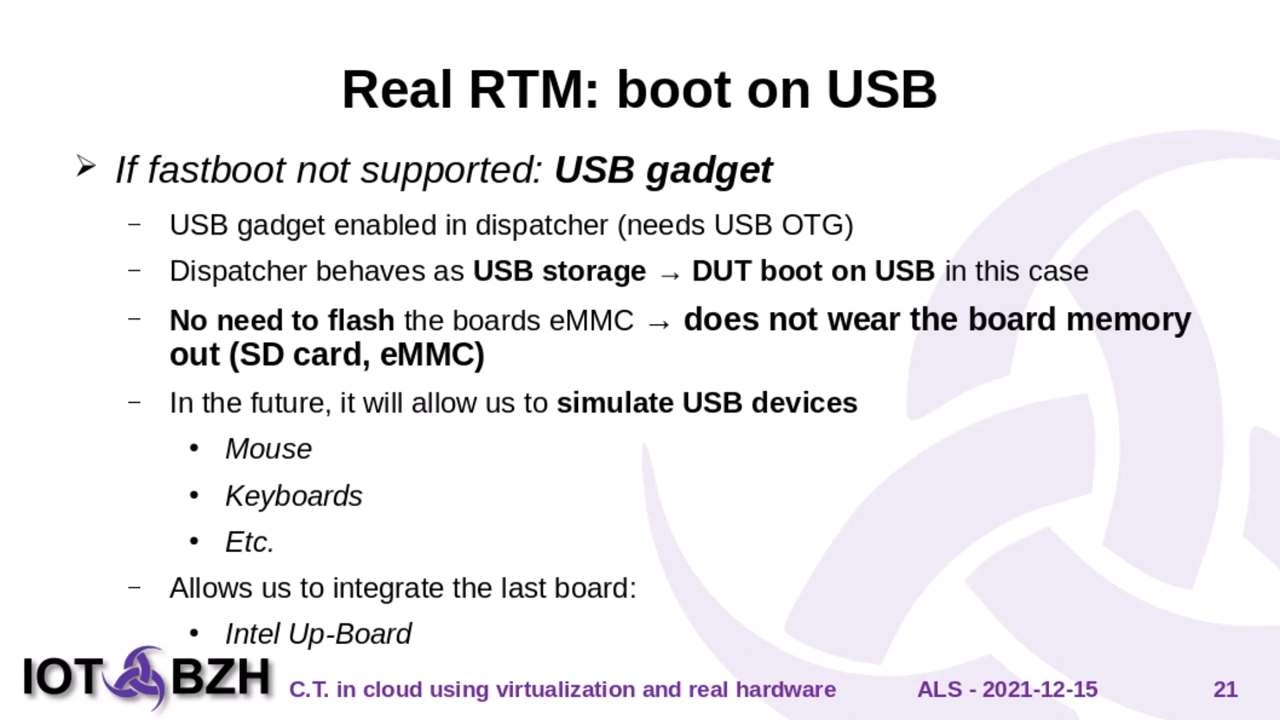 Real RTM: boot on USB
If fastboot not supported: USB gadget
– USB gadget enabled in dispatcher (needs USB OTG)
– Dispatcher behaves as USB storage → DUT boot on USB in this case
– No need to flash the boards eMMC → does not wear the board memory
out (SD card, eMMC)
– In the future, it will allow us to simulate USB devices
• Mouse
• Keyboards
• Etc.
– Allows us to integrate the last board:
• Intel Up-Board
IOT BZH
C.T. in cloud using virtualization and real hardware ALS - 2021-12-15 21